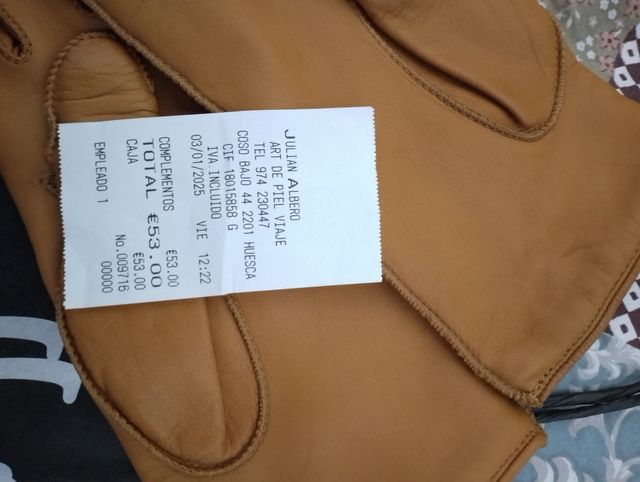 JULIAN ALBERO
ART DE PIEL VIAJE
TEL 974 230447
COSO BAJO 44 2201 HUESCA
CIF 18015858 G
IVA INCLUIDO
03/01/2025 VIE 12:22
COMPLEMENTOS €53.00
TOTAL €53.00
CAJA €53.00
No.009716
EMPLEADO 1 00000